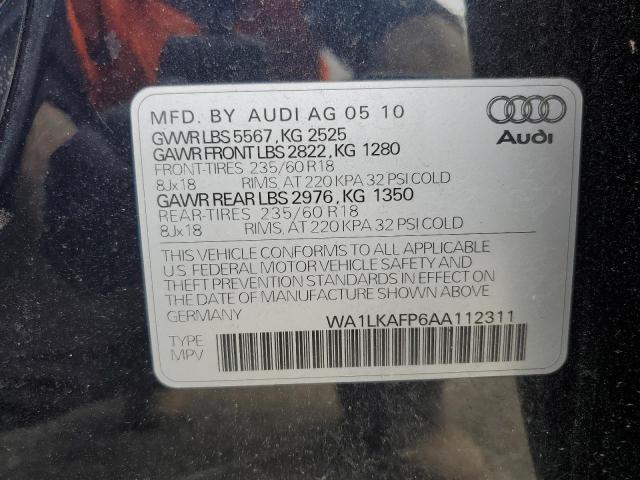 MFD. BY AUDI AG 05 10
GVWR LBS 5567, KG 2525
GAWR FRONT LBS 2822, KG 1280
FRONT-TIRES 235/60 R18
8Jx18 RIMS, AT 220 KPA 32 PSI COLD
GAWR REAR LBS 2976, KG 1350
REAR-TIRES 235/60 R18
8Jx18 RIMS, AT 220 KPA 32 PSI COLD
THIS VEHICLE CONFORMS TO ALL APPLICABLE
U.S. FEDERAL MOTOR VEHICLE SAFETY AND
THEFT PREVENTION STANDARDS IN EFFECT ON
THE DATE OF MANUFACTURE SHOWN ABOVE.
GERMANY WA1LKAFP6AA112311
TYPE
MPV
Audi